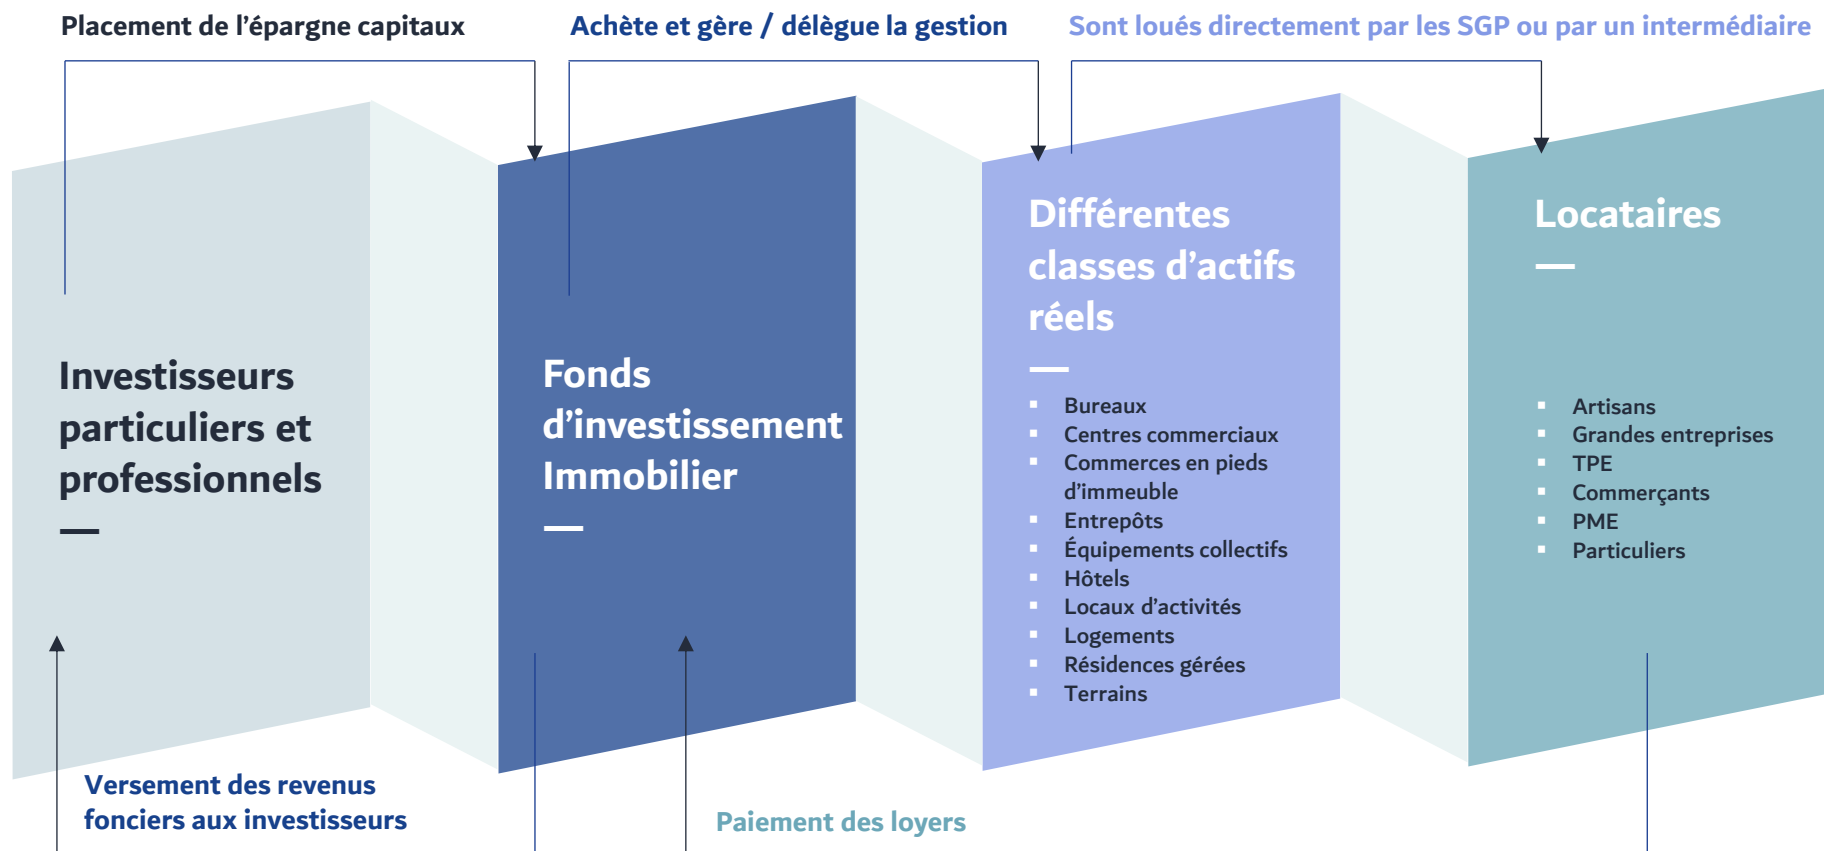 Placement de l’épargne capitaux
Achète et gère / délègue la gestion
Sont loués directement par les SGP ou par un intermédiaire
Investisseurs
particuliers et
professionnels
Fonds
d’investissement
Immobilier
Différentes
classes d’actifs
réels
Bureaux
Centres commerciaux
Commerces en pieds
d’immeuble
Entrepôts
Équipements collectifs
Hôtels
Locaux d’activités
Logements
Résidences gérées
Terrains
Locataires
Artisans
Grandes entreprises
TPE
Commerçants
PME
Particuliers
Versement des revenus
fonciers aux investisseurs
Paiement des loyers